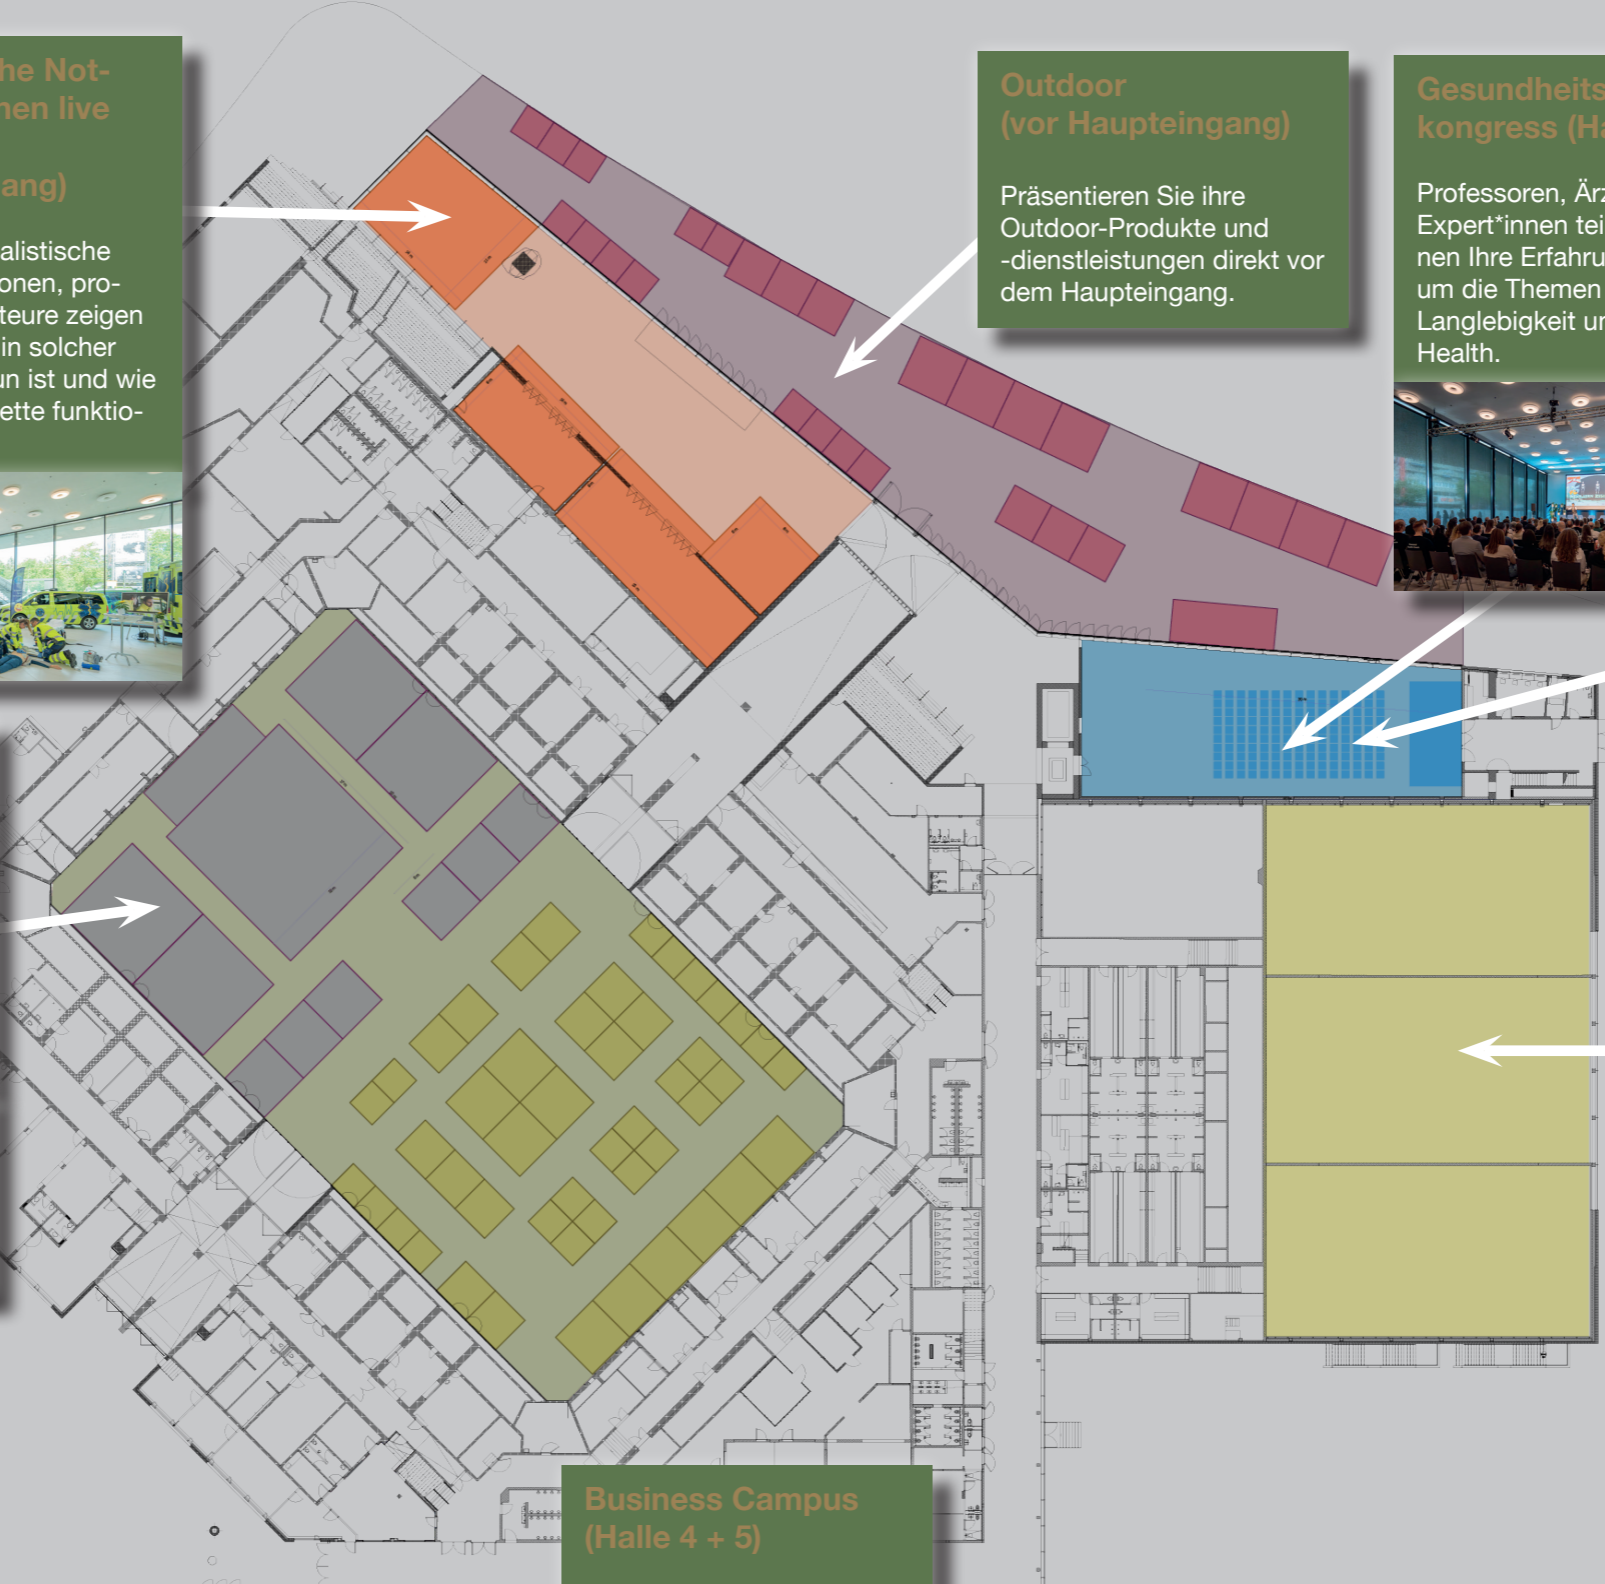 che Not-
nen live
ang)
alistische
onen, pro-
teure zeigen
in solcher
un ist und wie
ette funktio-
Outdoor
(vor Haupteingang)
Präsentieren Sie ihre
Outdoor-Produkte und
-dienstleistungen direkt vor
dem Haupteingang.
Gesundheits
kongress (Ha
Professoren, Ärz
Expert*innen tei
nen Ihre Erfahru
um die Themen
Langlebigkeit un
Health.
Business Campus
(Halle 4 + 5)